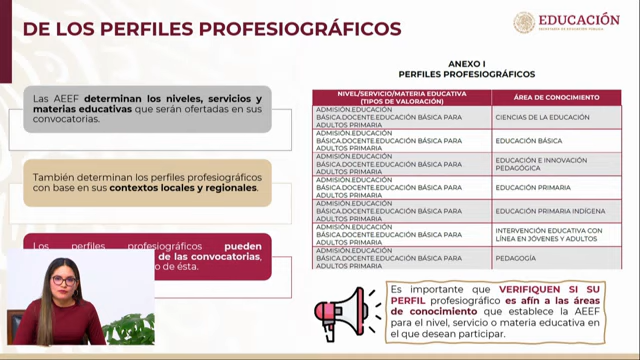 DE LOS PERFILES PROFESIOGRÁFICOS
EDUCACIÓN
SECRETARÍA DE EDUCACIÓN PÚBLICA
Las AEEF determinan los niveles, servicios y
materias educativas que serán ofertadas en sus
convocatorias.
También determinan los perfiles profesiográficos
con base en sus contextos locales y regionales.
Los perfiles profesiográficos pueden
de las convocatorias,
o de ésta.
ANEXO I
PERFILES PROFESIOGRÁFICOS
NIVEL/SERVICIO/MATERIA EDUCATIVA
(TIPOS DE VALORACIÓN)
ÁREA DE CONOCIMIENTO
ADMISIÓN.EDUCACIÓN
BÁSICA.DOCENTE.EDUCACIÓN BÁSICA PARA
ADULTOS PRIMARIA
CIENCIAS DE LA EDUCACIÓN
ADMISIÓN.EDUCACIÓN
BÁSICA.DOCENTE.EDUCACIÓN BÁSICA PARA
ADULTOS PRIMARIA
EDUCACIÓN BÁSICA
ADMISIÓN.EDUCACIÓN
BÁSICA.DOCENTE.EDUCACIÓN BÁSICA PARA
ADULTOS PRIMARIA
EDUCACIÓN E INNOVACIÓN
PEDAGÓGICA
ADMISIÓN.EDUCACIÓN
BÁSICA.DOCENTE.EDUCACIÓN BÁSICA PARA
ADULTOS PRIMARIA
EDUCACIÓN PRIMARIA
ADMISIÓN.EDUCACIÓN
BÁSICA.DOCENTE.EDUCACIÓN BÁSICA PARA
ADULTOS PRIMARIA
EDUCACIÓN PRIMARIA INDÍGENA
ADMISIÓN.EDUCACIÓN
BÁSICA.DOCENTE.EDUCACIÓN BÁSICA PARA
ADULTOS PRIMARIA
INTERVENCIÓN EDUCATIVA CON
LÍNEA EN JÓVENES Y ADULTOS
ADMISIÓN.EDUCACIÓN
BÁSICA.DOCENTE.EDUCACIÓN BÁSICA PARA
ADULTOS PRIMARIA
PEDAGOGÍA
Es importante que VERIFIQUEN SI SU
PERFIL profesiográfico es afín a las áreas
de conocimiento que establece la AEEF
para el nivel, servicio o materia educativa en
el que desean participar.